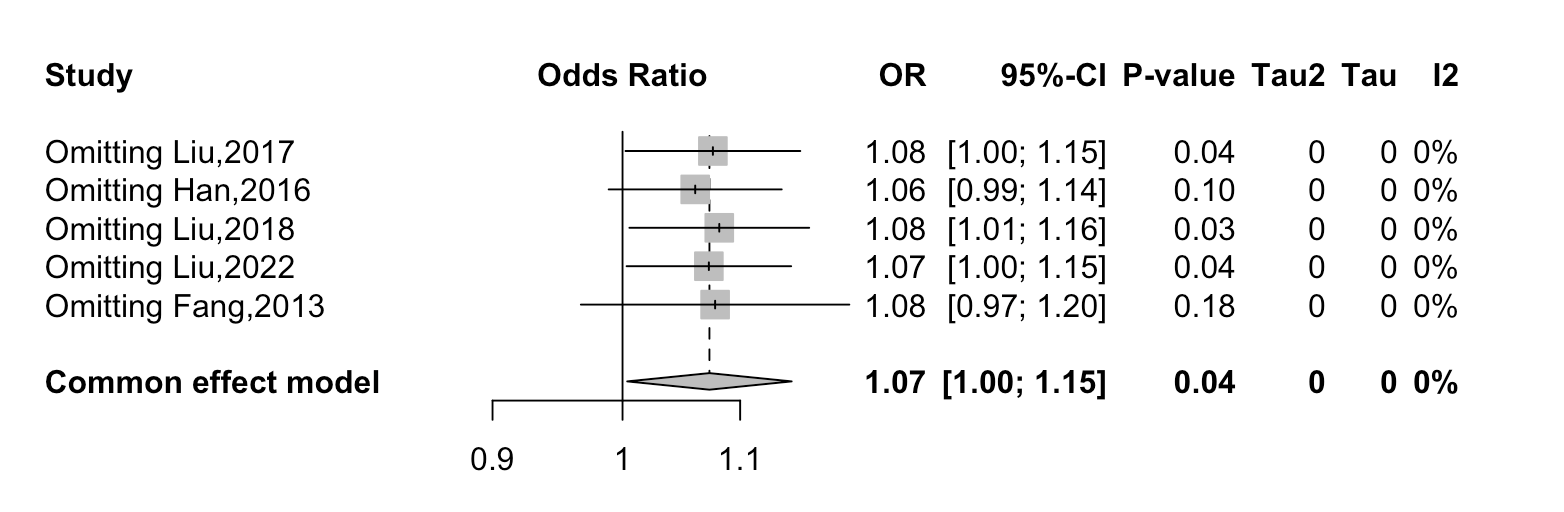 Study Odds Ratio OR 95%-CI P-value Tau2 Tau I2
Omitting Liu,2017 1.08 [1.00; 1.15] 0.04 0 0 0%
Omitting Han,2016 1.06 [0.99; 1.14] 0.10 0 0 0%
Omitting Liu,2018 1.08 [1.01; 1.16] 0.03 0 0 0%
Omitting Liu,2022 1.07 [1.00; 1.15] 0.04 0 0 0%
Omitting Fang,2013 1.08 [0.97; 1.20] 0.18 0 0 0%
Common effect model 1.07 [1.00; 1.15] 0.04 0 0 0%
0.9 1 1.1